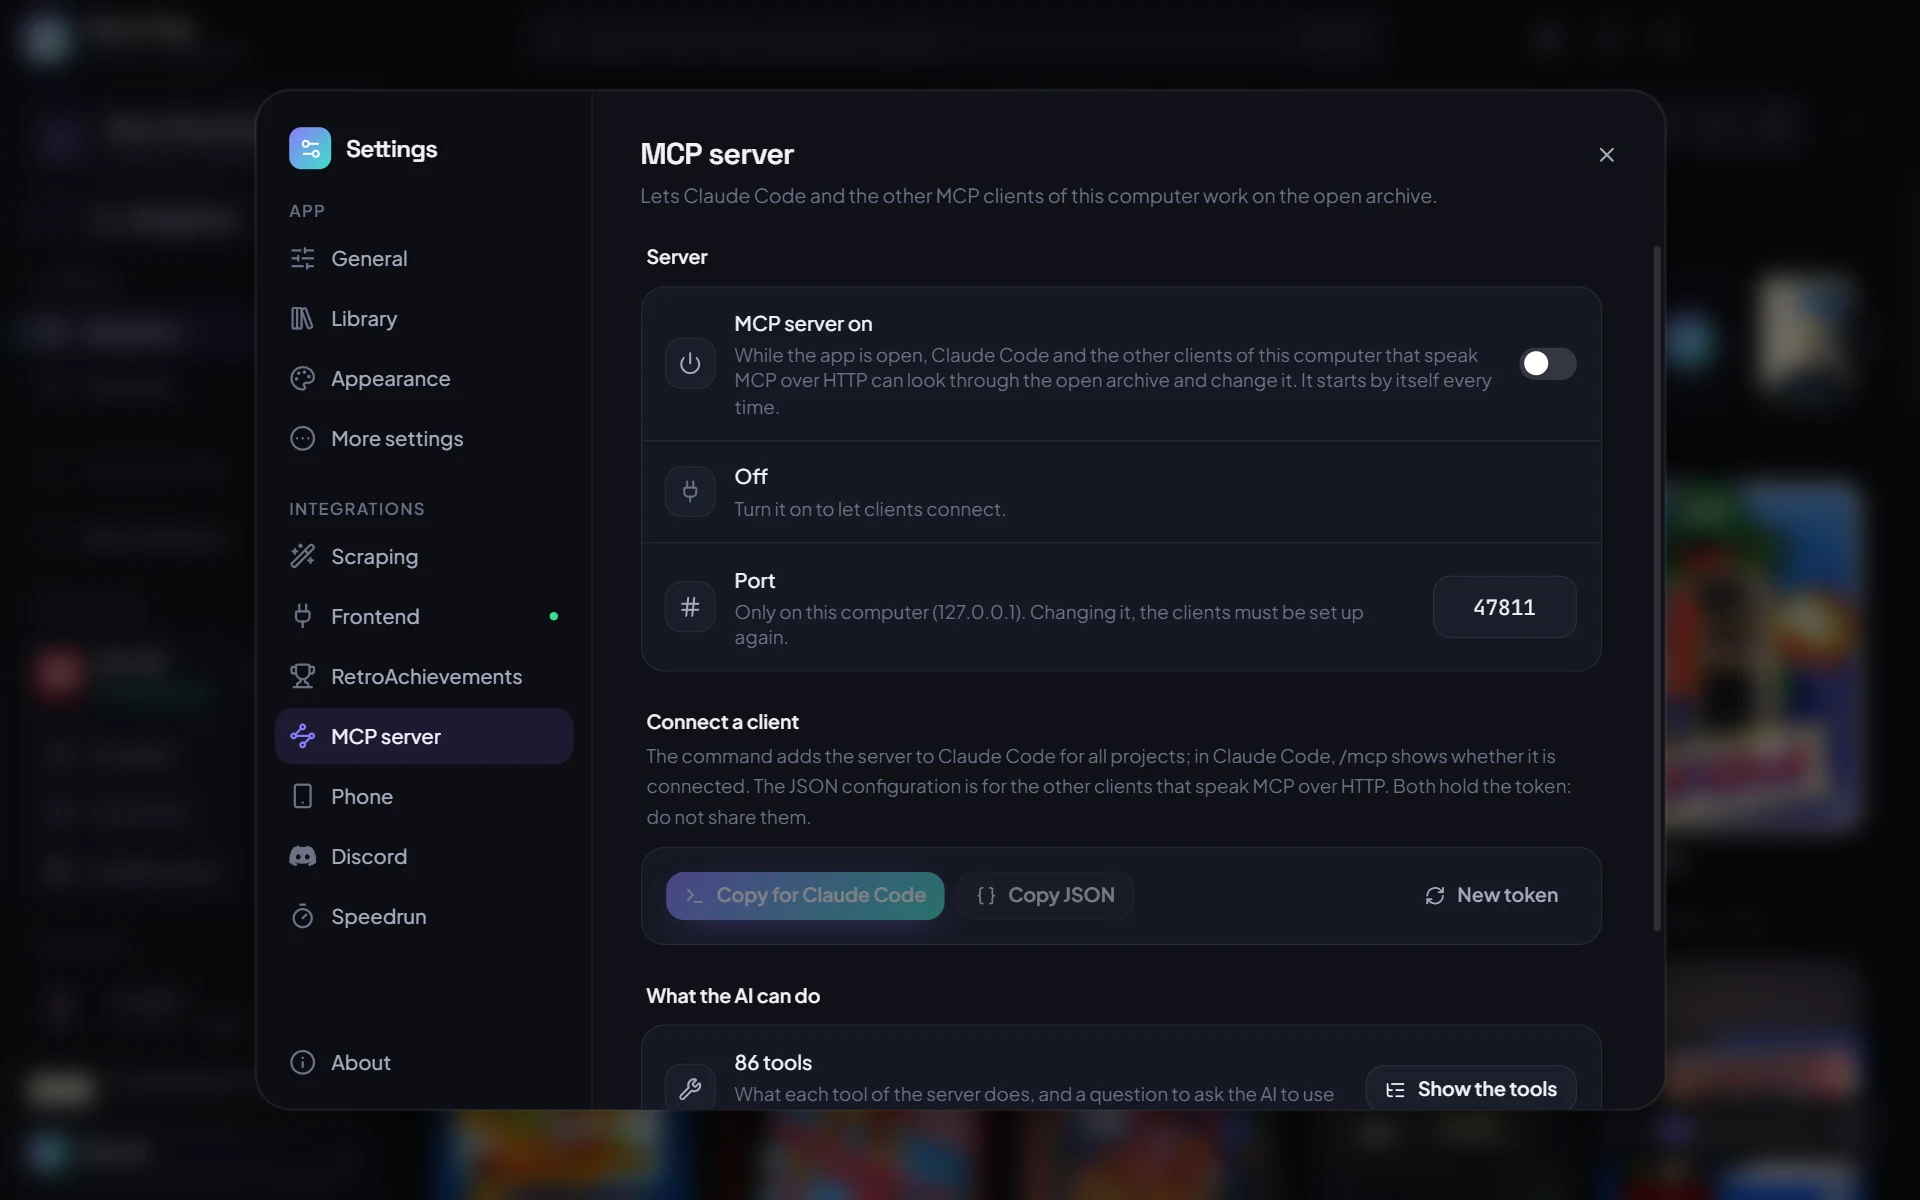 Settings
APP
General
Library
Appearance
More settings
INTEGRATIONS
Scraping
Frontend
RetroAchievements
MCP server
Phone
Discord
Speedrun
About
MCP server
Lets Claude Code and the other MCP clients of this computer work on the open archive.
Server
MCP server on
While the app is open, Claude Code and the other clients of this computer that speak
MCP over HTTP can look through the open archive and change it. It starts by itself every
time.
Off
Turn it on to let clients connect.
Port
Only on this computer (127.0.0.1). Changing it, the clients must be set up
again.
47811
Connect a client
The command adds the server to Claude Code for all projects; in Claude Code, /mcp shows whether it is
connected. The JSON configuration is for the other clients that speak MCP over HTTP. Both hold the token:
do not share them.
Copy for Claude Code
Copy JSON
New token
What the AI can do
86 tools
What each tool of the server does, and a question to ask the AI to use
Show the tools